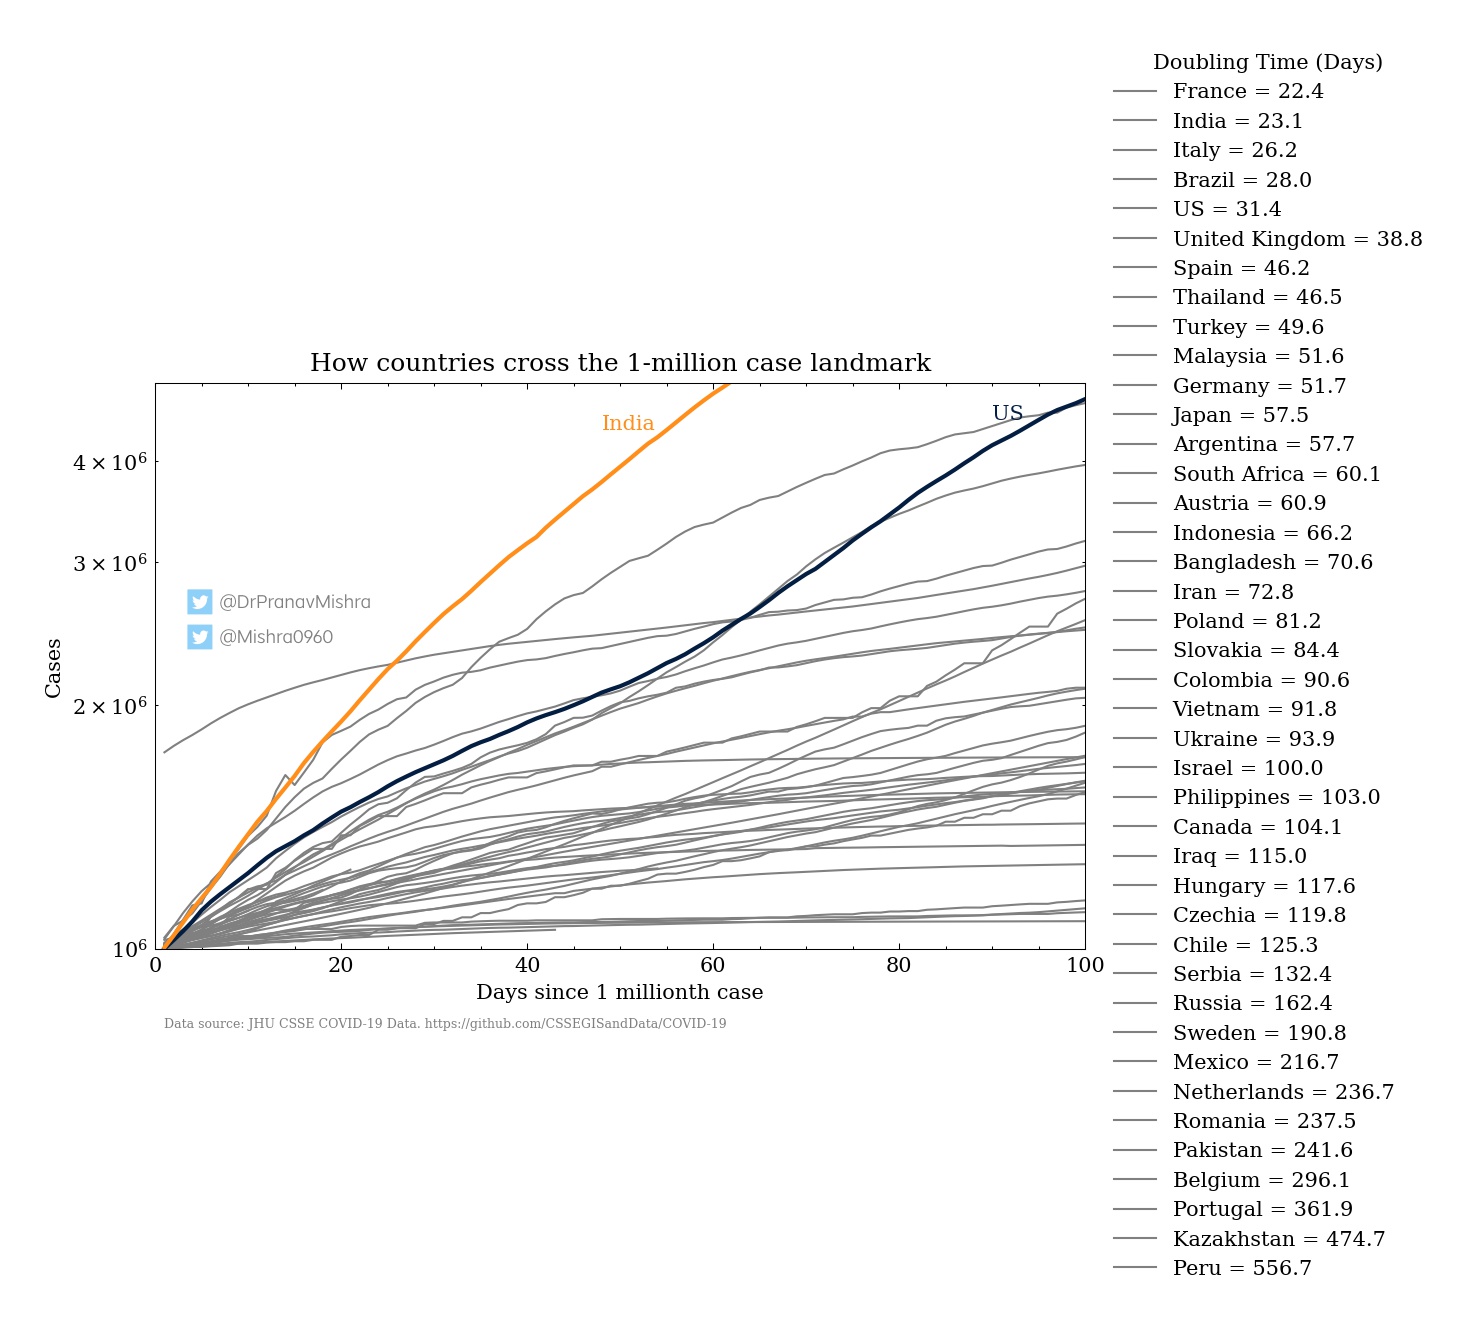 Doubling Time (Days)
France = 22.4
India = 23.1
Italy = 26.2
Brazil = 28.0
US = 31.4
United Kingdom = 38.8
Spain = 46.2
Thailand = 46.5
Turkey = 49.6
Malaysia = 51.6
Germany = 51.7
Japan = 57.5
Argentina = 57.7
South Africa = 60.1
Austria = 60.9
Indonesia = 66.2
Bangladesh = 70.6
Iran = 72.8
Poland = 81.2
Slovakia = 84.4
Colombia = 90.6
Vietnam = 91.8
Ukraine = 93.9
Israel = 100.0
Philippines = 103.0
Canada = 104.1
Iraq = 115.0
Hungary = 117.6
Czechia = 119.8
Chile = 125.3
Serbia = 132.4
Russia = 162.4
Sweden = 190.8
Mexico = 216.7
Netherlands = 236.7
Romania = 237.5
Pakistan = 241.6
Belgium = 296.1
Portugal = 361.9
Kazakhstan = 474.7
Peru = 556.7
How countries cross the 1-million case landmark
US
India
4 × 10⁶
3 × 10⁶
@DrPranavMishra
@Mishra0960
Cases
2 × 10⁶
10⁶
0 20 40 60 80 100
Days since 1 millionth case
Data source: JHU CSSE COVID-19 Data. https://github.com/CSSEGISandData/COVID-19